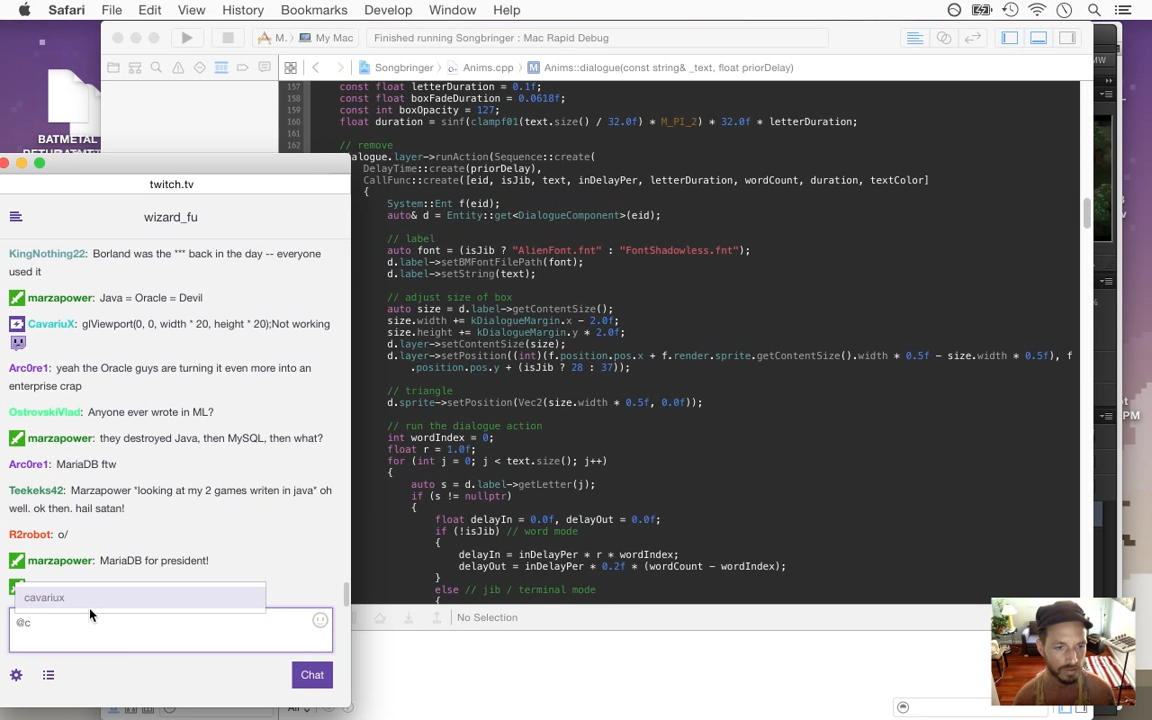 Safari File Edit View History Bookmarks Develop Window Help
M. My Mac Finished running Songbringer : Mac Rapid Debug
Songbringer Anims.cpp M Anims::dialogue(const string& _text, float priorDelay)
157 const float letterDuration = 0.1f;
158 const float boxFadeDuration = 0.0618f;
159 const int boxOpacity = 127;
160 float duration = sinf(clampf01(text.size() / 32.0f) * M_PI_2) * 32.0f * letterDuration;
161
162 // remove
dialogue.layer->runAction(Sequence::create(
DelayTime::create(priorDelay),
CallFunc::create([eid, isJib, text, inDelayPer, letterDuration, wordCount, duration, textColor]
{
System::Ent f(eid);
auto& d = Entity::get<DialogueComponent>(eid);
// label
auto font = (isJib ? "AlienFont.fnt" : "FontShadowless.fnt");
d.label->setBMFontFilePath(font);
d.label->setString(text);
// adjust size of box
auto size = d.label->getContentSize();
size.width += kDialogueMargin.x - 2.0f;
size.height += kDialogueMargin.y * 2.0f;
d.layer->setContentSize(size);
d.layer->setPosition((int)(f.position.pos.x + f.render.sprite.getContentSize().width * 0.5f - size.width * 0.5f), f
.position.pos.y + (isJib ? 28 : 37));
// triangle
d.sprite->setPosition(Vec2(size.width * 0.5f, 0.0f));
// run the dialogue action
int wordIndex = 0;
float r = 1.0f;
for (int j = 0; j < text.size(); j++)
{
auto s = d.label->getLetter(j);
if (s != nullptr)
{
float delayIn = 0.0f, delayOut = 0.0f;
if (!isJib) // word mode
{
delayIn = inDelayPer * r * wordIndex;
delayOut = inDelayPer * 0.2f * (wordCount - wordIndex);
}
else // jib / terminal mode
{
No Selection
BATMETAL
twitch.tv
wizard_fu
KingNothing22: Borland was the *** back in the day -- everyone
used it
marzapower: Java = Oracle = Devil
CavariuX: glViewport(0, 0, width * 20, height * 20);Not working
Arc0re1: yeah the Oracle guys are turning it even more into an
enterprise crap
OstrovskiVlad: Anyone ever wrote in ML?
marzapower: they destroyed Java, then MySQL, then what?
Arc0re1: MariaDB ftw
Teekeks42: Marzapower *looking at my 2 games writen in java* oh
well. ok then. hail satan!
R2robot: o/
marzapower: MariaDB for president!
cavariux
@c
Chat
MW
PM